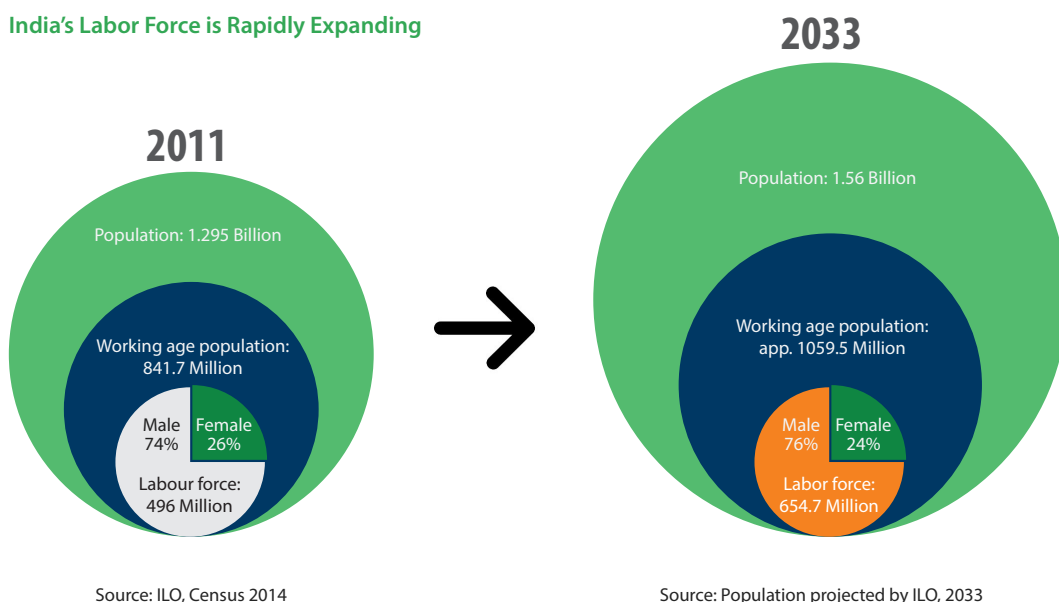 India's Labor Force is Rapidly Expanding
2011
Population: 1.295 Billion
Working age population:
841.7 Million
Male
74%
Female
26%
Labour force:
496 Million
Source: ILO, Census 2014
2033
Population: 1.56 Billion
Working age population:
app. 1059.5 Million
Male
76%
Female
24%
Labor force:
654.7 Million
Source: Population projected by ILO, 2033